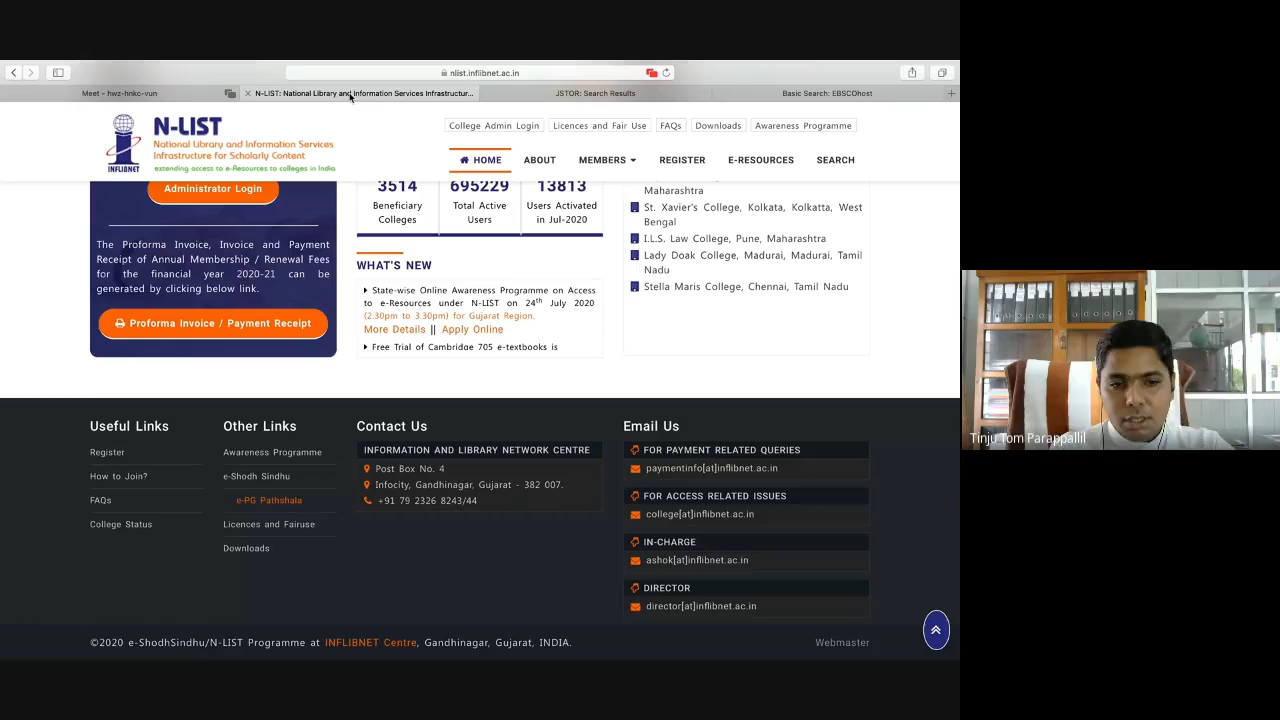 nlist.inflibnet.ac.in
Meet – hwz-hnkc-vun
N-LIST: National Library and Information Services Infrastructur...
JSTOR: Search Results
Basic Search: EBSCOhost
INFLIBNET
N-LIST
National Library and Information Services
Infrastructure for Scholarly Content
extending access to e-Resources to colleges in India
College Admin Login
Licences and Fair Use
FAQs
Downloads
Awareness Programme
HOME
ABOUT
MEMBERS
REGISTER
E-RESOURCES
SEARCH
Administrator Login
The Proforma Invoice, Invoice and Payment
Receipt of Annual Membership / Renewal Fees
for the financial year 2020-21 can be
generated by clicking below link.
Proforma Invoice / Payment Receipt
3514
Beneficiary
Colleges
695229
Total Active
Users
13813
Users Activated
in Jul-2020
WHAT'S NEW
State-wise Online Awareness Programme on Access
to e-Resources under N-LIST on 24th July 2020
(2.30pm to 3.30pm) for Gujarat Region.
More Details || Apply Online
Free Trial of Cambridge 705 e-textbooks is
Maharashtra
St. Xavier's College, Kolkata, Kolkatta, West
Bengal
I.L.S. Law College, Pune, Maharashtra
Lady Doak College, Madurai, Madurai, Tamil
Nadu
Stella Maris College, Chennai, Tamil Nadu
Useful Links
Register
How to Join?
FAQs
College Status
Other Links
Awareness Programme
e-Shodh Sindhu
e-PG Pathshala
Licences and Fairuse
Downloads
Contact Us
INFORMATION AND LIBRARY NETWORK CENTRE
Post Box No. 4
Infocity, Gandhinagar, Gujarat - 382 007.
+91 79 2326 8243/44
Email Us
FOR PAYMENT RELATED QUERIES
paymentinfo[at]inflibnet.ac.in
FOR ACCESS RELATED ISSUES
college[at]inflibnet.ac.in
IN-CHARGE
ashok[at]inflibnet.ac.in
DIRECTOR
director[at]inflibnet.ac.in
©2020 e-ShodhSindhu/N-LIST Programme at INFLIBNET Centre, Gandhinagar, Gujarat, INDIA.
Webmaster
Tinju Tom Parappallil